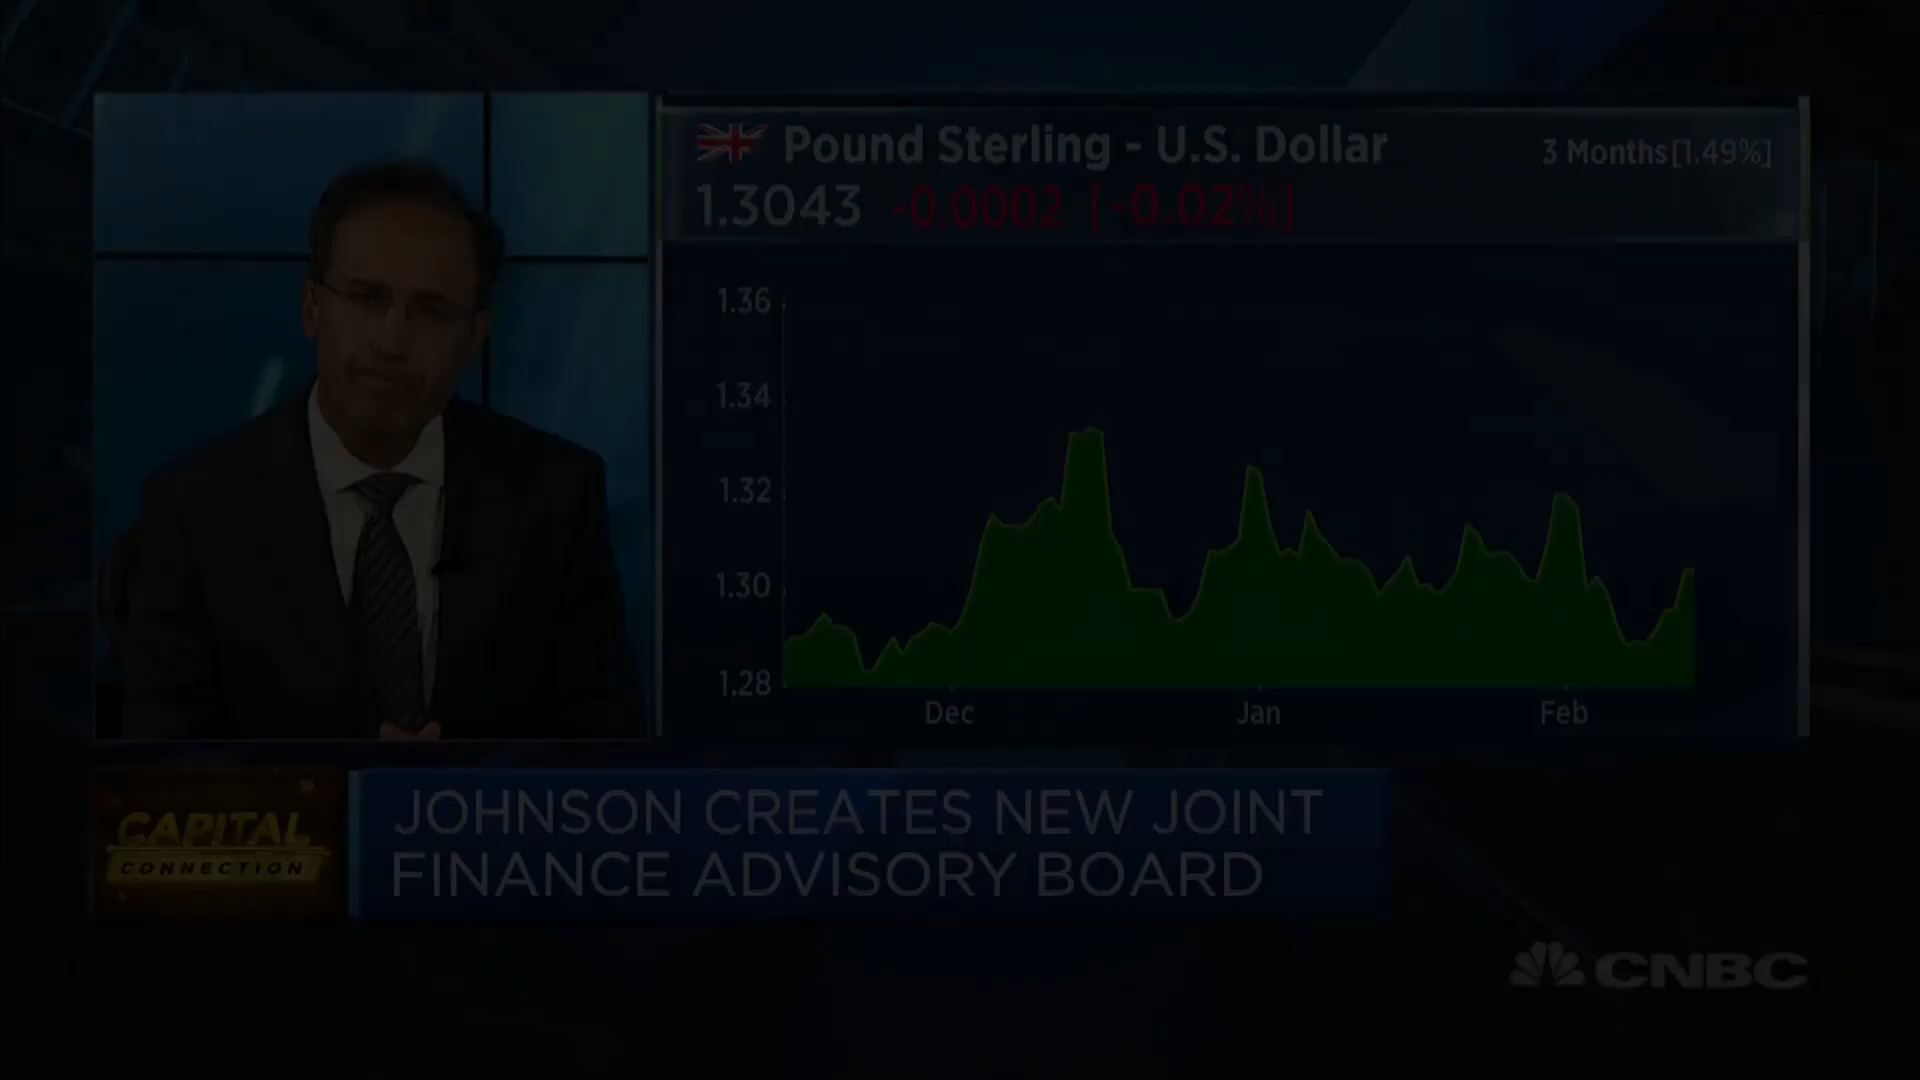 Pound Sterling - U.S. Dollar
3 Months[1.49%]
1.3043 -0.0002 [-0.02%]
1.36
1.34
1.32
1.30
1.28
Dec Jan Feb
CAPITAL
CONNECTION
JOHNSON CREATES NEW JOINT
FINANCE ADVISORY BOARD
CNBC